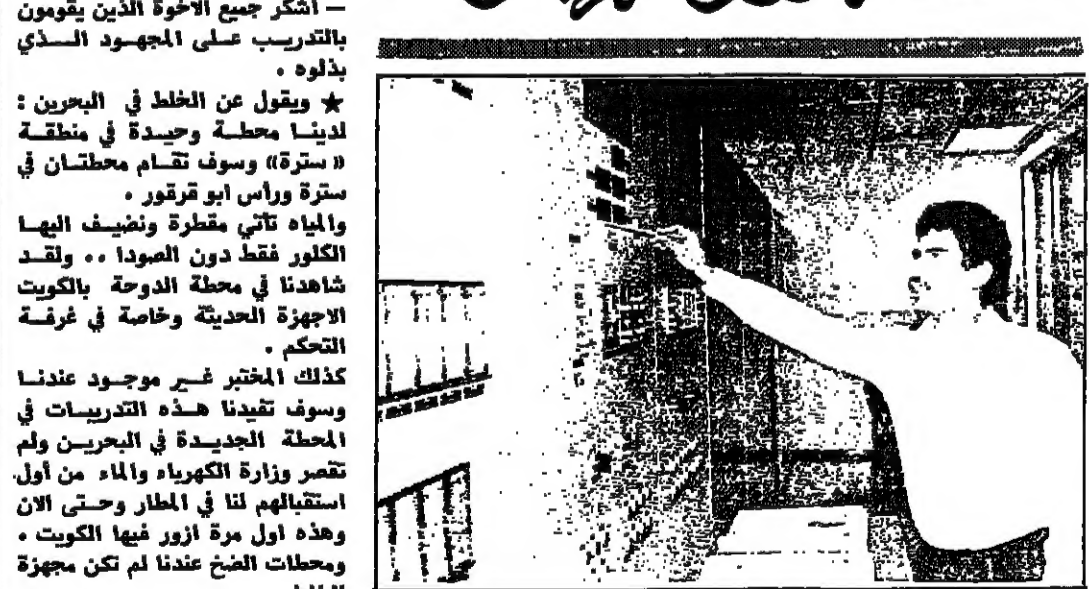 — أشكر جميع الأخوة الذين يقومون
بالتدريب على المجهود الذي
بذلوه .
★ ويقول عن الخلط في البحرين :
لدينا محطة وحيدة في منطقة
« سترة » وسوف تقام محطتان في
سترة ورأس ابو قرقور .
والمياه تأتي مقطرة ونضيف اليها
الكلور فقط دون الصودا .. ولقد
شاهدنا في محطة الدوحة بالكويت
الاجهزة الحديثة وخاصة في غرفة
التحكم .
كذلك المختبر غير موجود عندنا
وسوف تفيدنا هذه التدريبات في
المحطة الجديدة في البحرين ولم
تقصر وزارة الكهرباء والماء من أول
استقبالهم لنا في المطار وحتى الان
وهذه اول مرة ازور فيها الكويت .
ومحطات الضخ عندنا لم تكن مجهزة